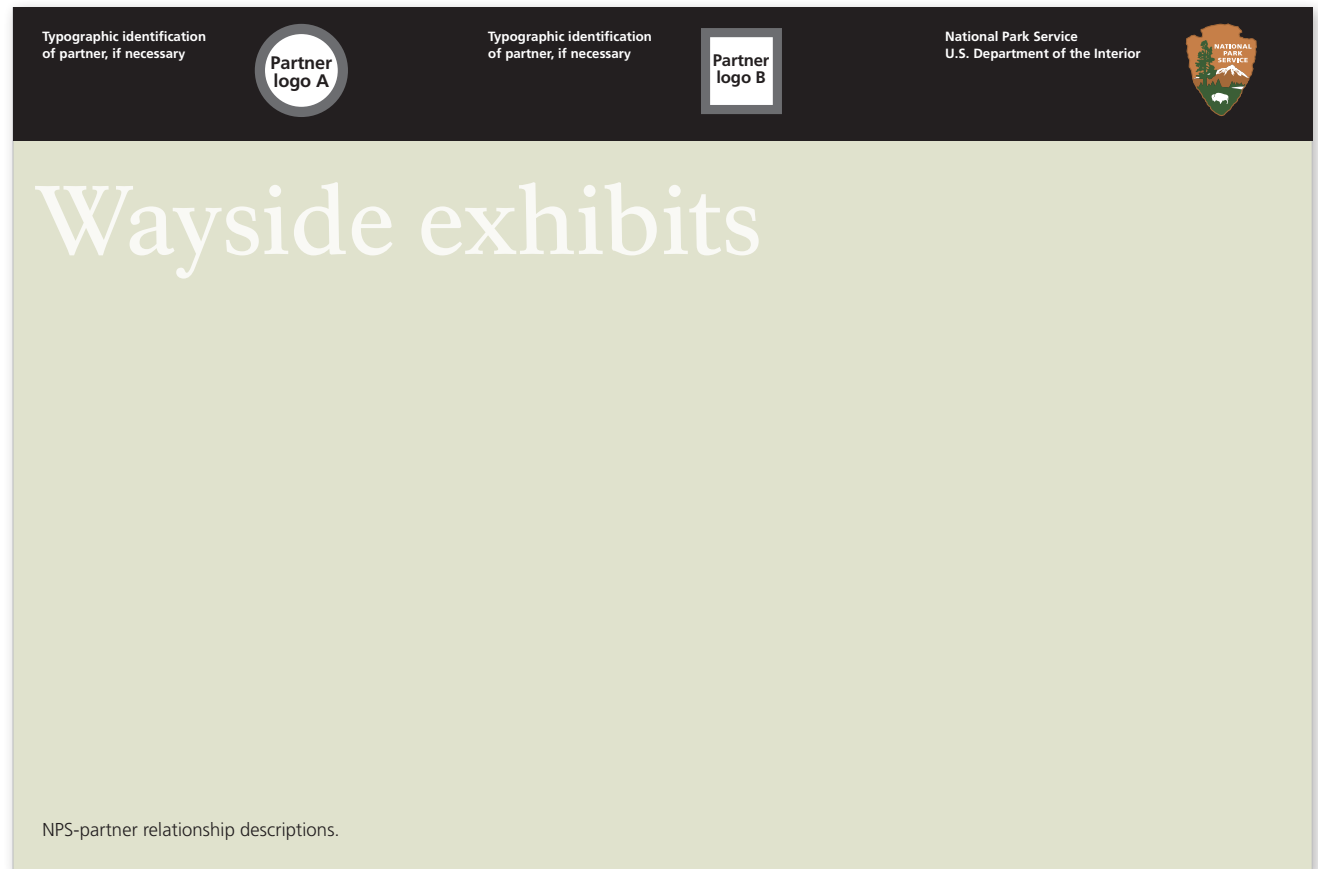 Typographic identification
of partner, if necessary
Partner
logo A
Typographic identification
of partner, if necessary
Partner
logo B
National Park Service
U.S. Department of the Interior
NATIONAL
PARK
SERVICE
Wayside exhibits
NPS-partner relationship descriptions.